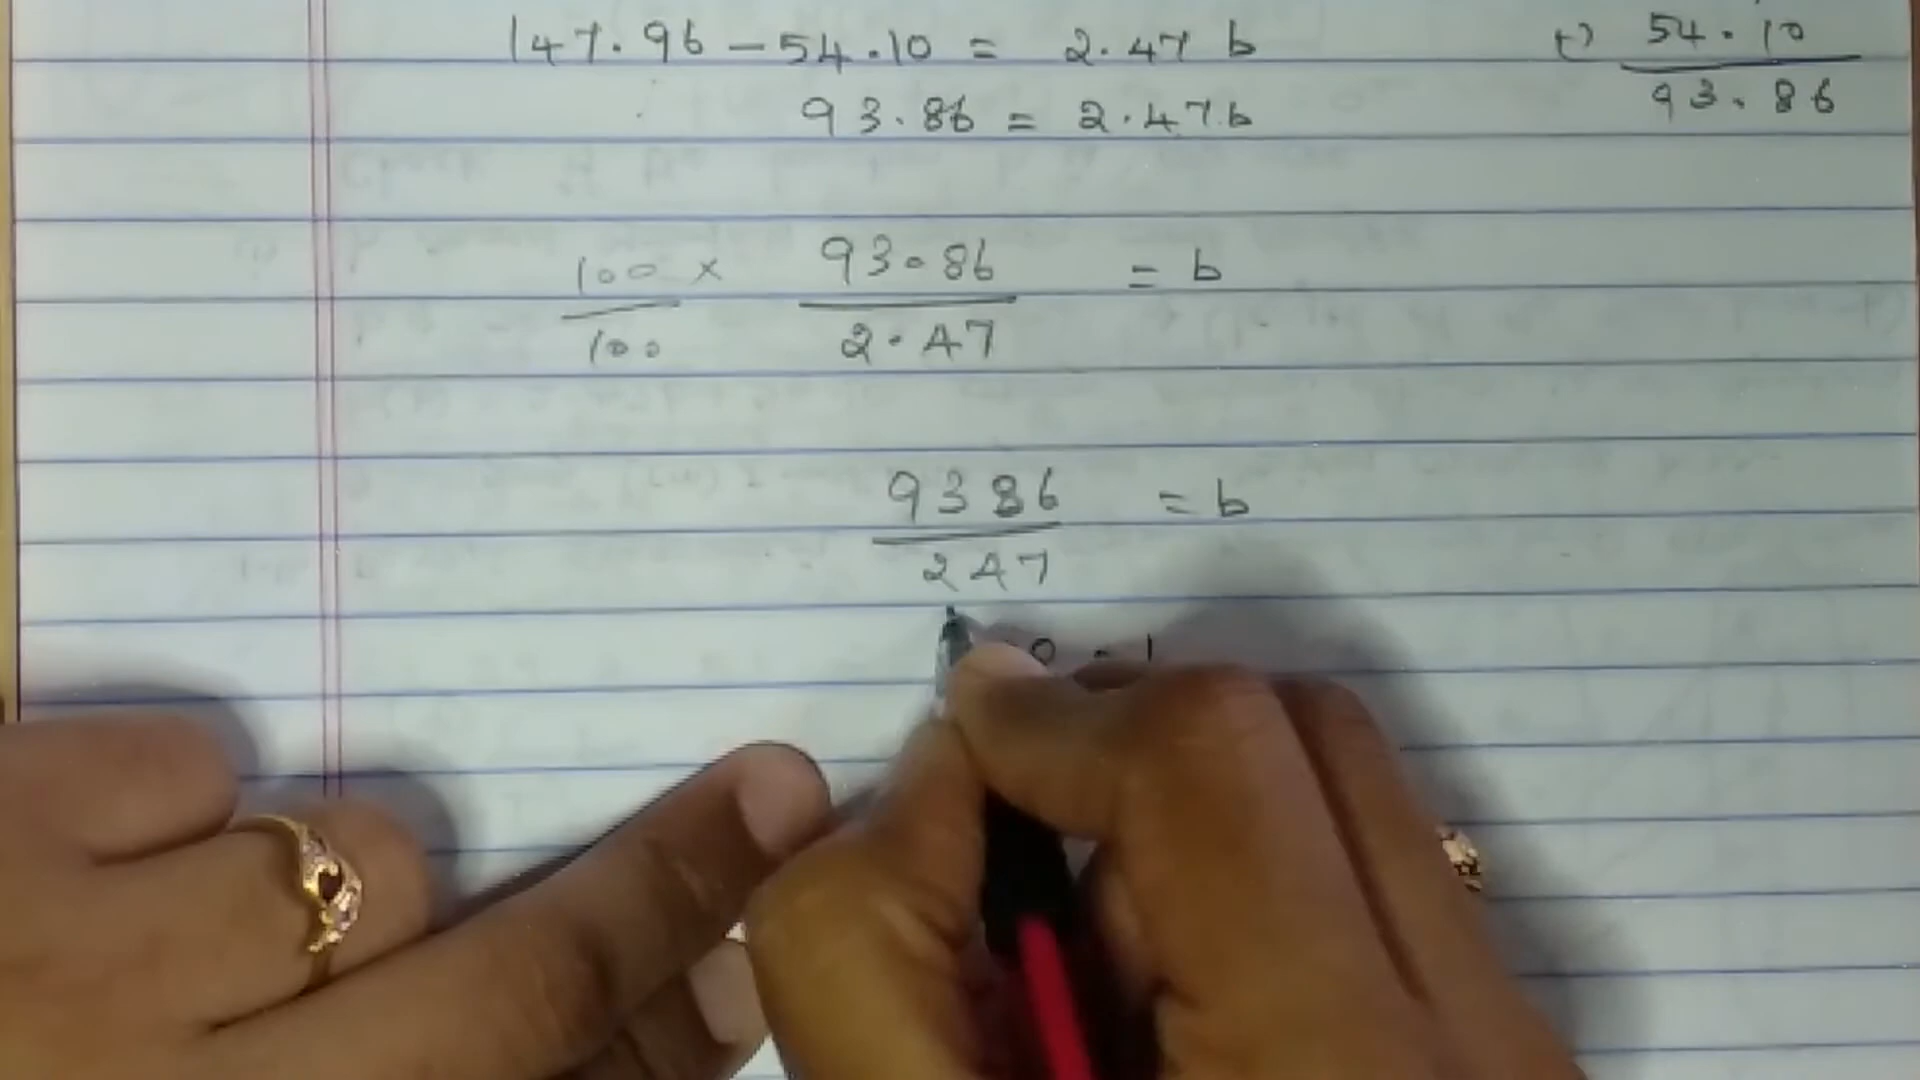 147.96 - 54.10 = 2.47 b
93.86 = 2.47 b
(-) 54.10
93.86
100/100 × 93.86/2.47 = b
9386/247 = b